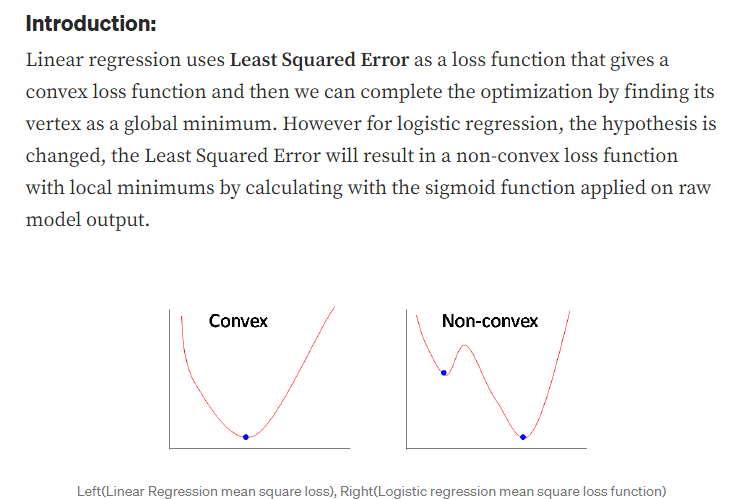 Introduction:
Linear regression uses Least Squared Error as a loss function that gives a
convex loss function and then we can complete the optimization by finding its
vertex as a global minimum. However for logistic regression, the hypothesis is
changed, the Least Squared Error will result in a non-convex loss function
with local minimums by calculating with the sigmoid function applied on raw
model output.
Convex
Non-convex
Left(Linear Regression mean square loss), Right(Logistic regression mean square loss function)